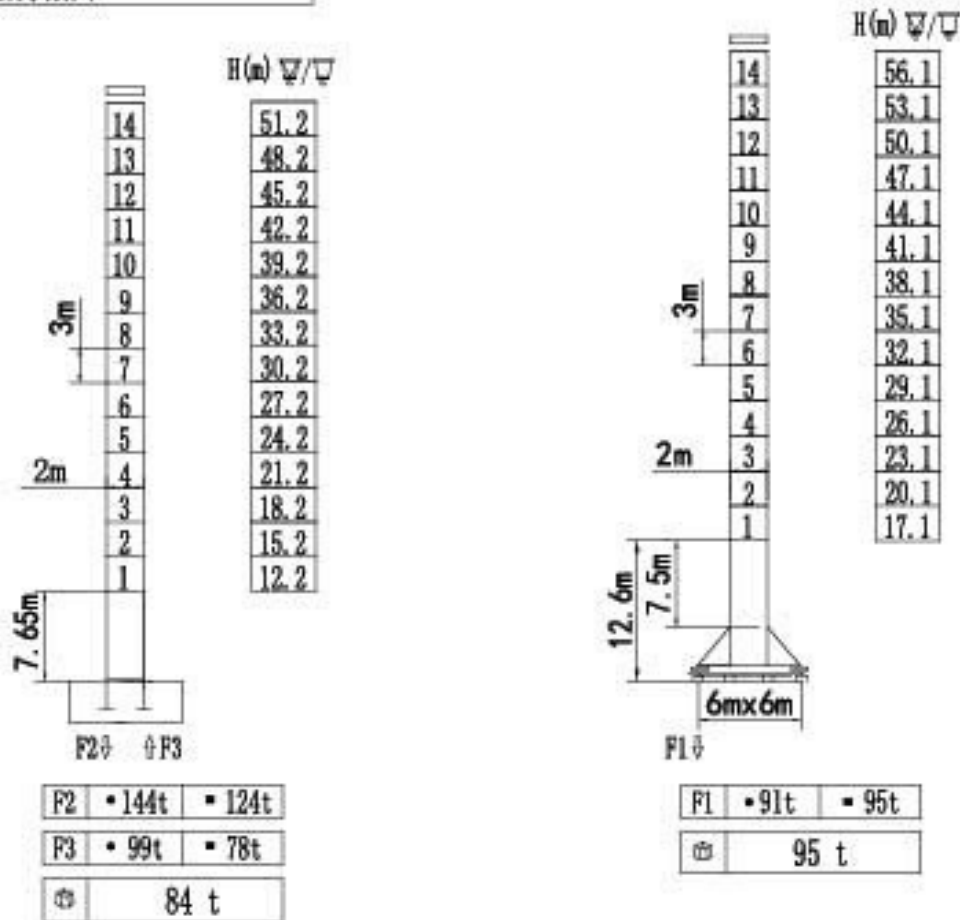 H(m)
14 51.2
13 48.2
12 45.2
11 42.2
10 39.2
9 36.2
8 33.2
7 30.2
6 27.2
5 24.2
4 21.2
3 18.2
2 15.2
1 12.2
3m
2m
7.65m
F2 F3
F2 •144t ▪124t
F3 •99t ▪78t
84 t
H(m)
14 56.1
13 53.1
12 50.1
11 47.1
10 44.1
9 41.1
8 38.1
7 35.1
6 32.1
5 29.1
4 26.1
3 23.1
2 20.1
1 17.1
3m
2m
12.6m
7.5m
6mx6m
F1
F1 •91t ▪95t
95 t